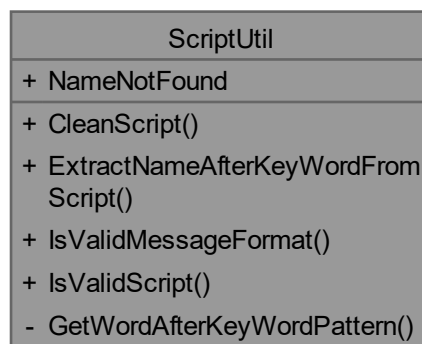 ScriptUtil
+ NameNotFound
+ CleanScript()
+ ExtractNameAfterKeyWordFrom
Script()
+ IsValidMessageFormat()
+ IsValidScript()
- GetWordAfterKeyWordPattern()